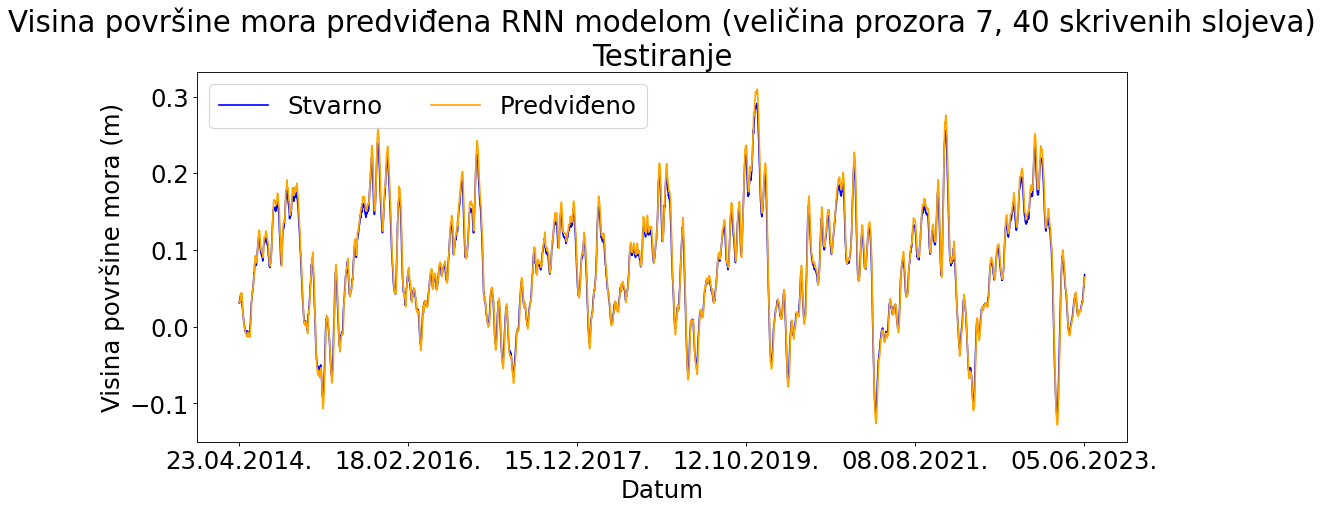 Visina površine mora predviđena RNN modelom (veličina prozora 7, 40 skrivenih slojeva)
Testiranje
Stvarno Predviđeno
Visina površine mora (m)
0.3
0.2
0.1
0.0
−0.1
23.04.2014. 18.02.2016. 15.12.2017. 12.10.2019. 08.08.2021. 05.06.2023.
Datum